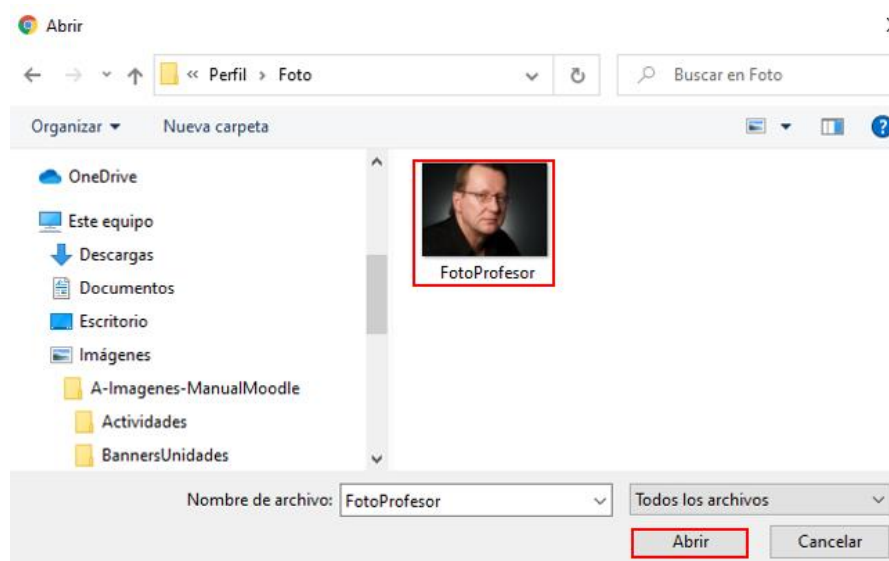 Abrir
« Perfil › Foto
Buscar en Foto
Organizar
Nueva carpeta
?
OneDrive
Este equipo
Descargas
Documentos
Escritorio
Imágenes
A-Imagenes-ManualMoodle
Actividades
BannersUnidades
FotoProfesor
Nombre de archivo: FotoProfesor
Todos los archivos
Abrir
Cancelar